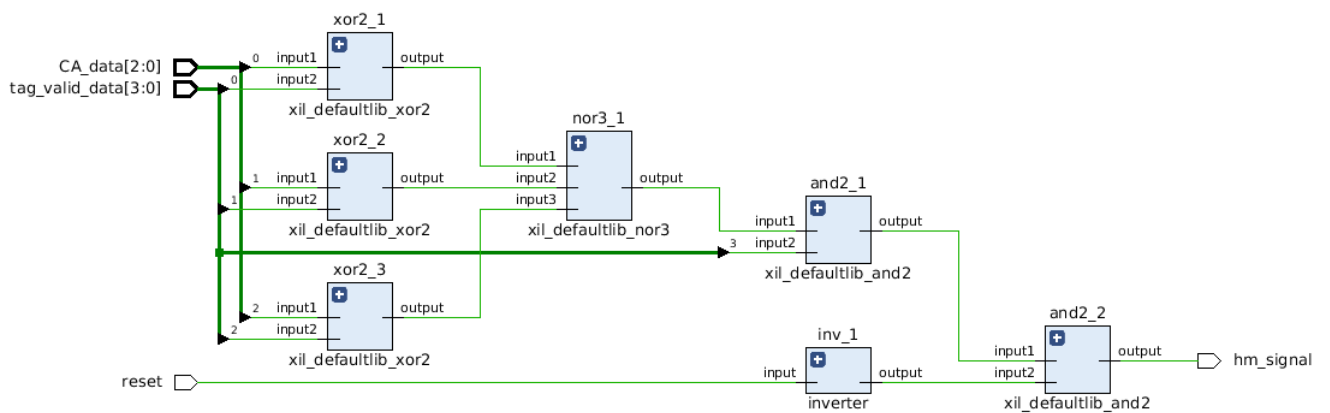 xor2_1
CA_data[2:0]
0
input1
output
tag_valid_data[3:0]
0
input2
xil_defaultlib_xor2
xor2_2
1
input1
output
1
input2
xil_defaultlib_xor2
nor3_1
input1
input2
output
input3
xil_defaultlib_nor3
and2_1
input1
output
3
input2
xil_defaultlib_and2
xor2_3
2
input1
output
2
input2
xil_defaultlib_xor2
reset
inv_1
input
output
inverter
and2_2
input1
output
hm_signal
input2
xil_defaultlib_and2